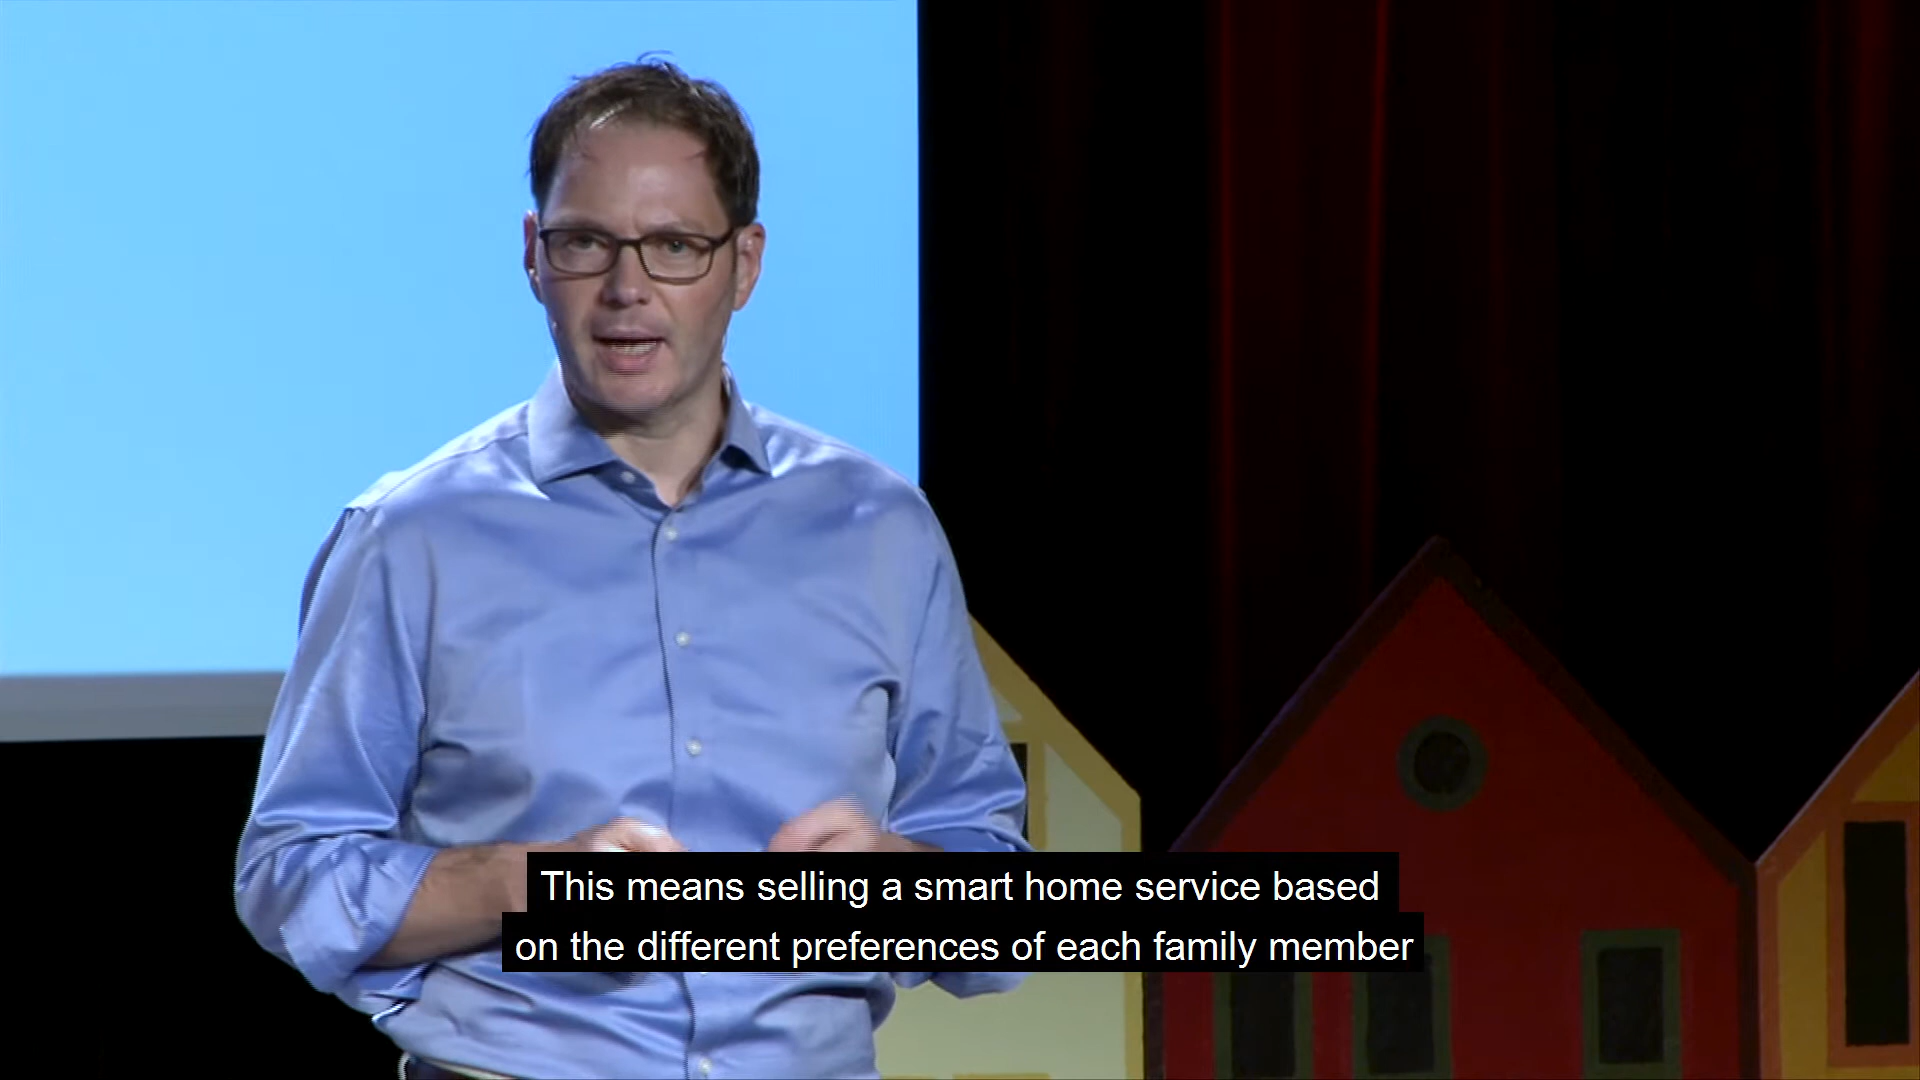 This means selling a smart home service based
on the different preferences of each family member